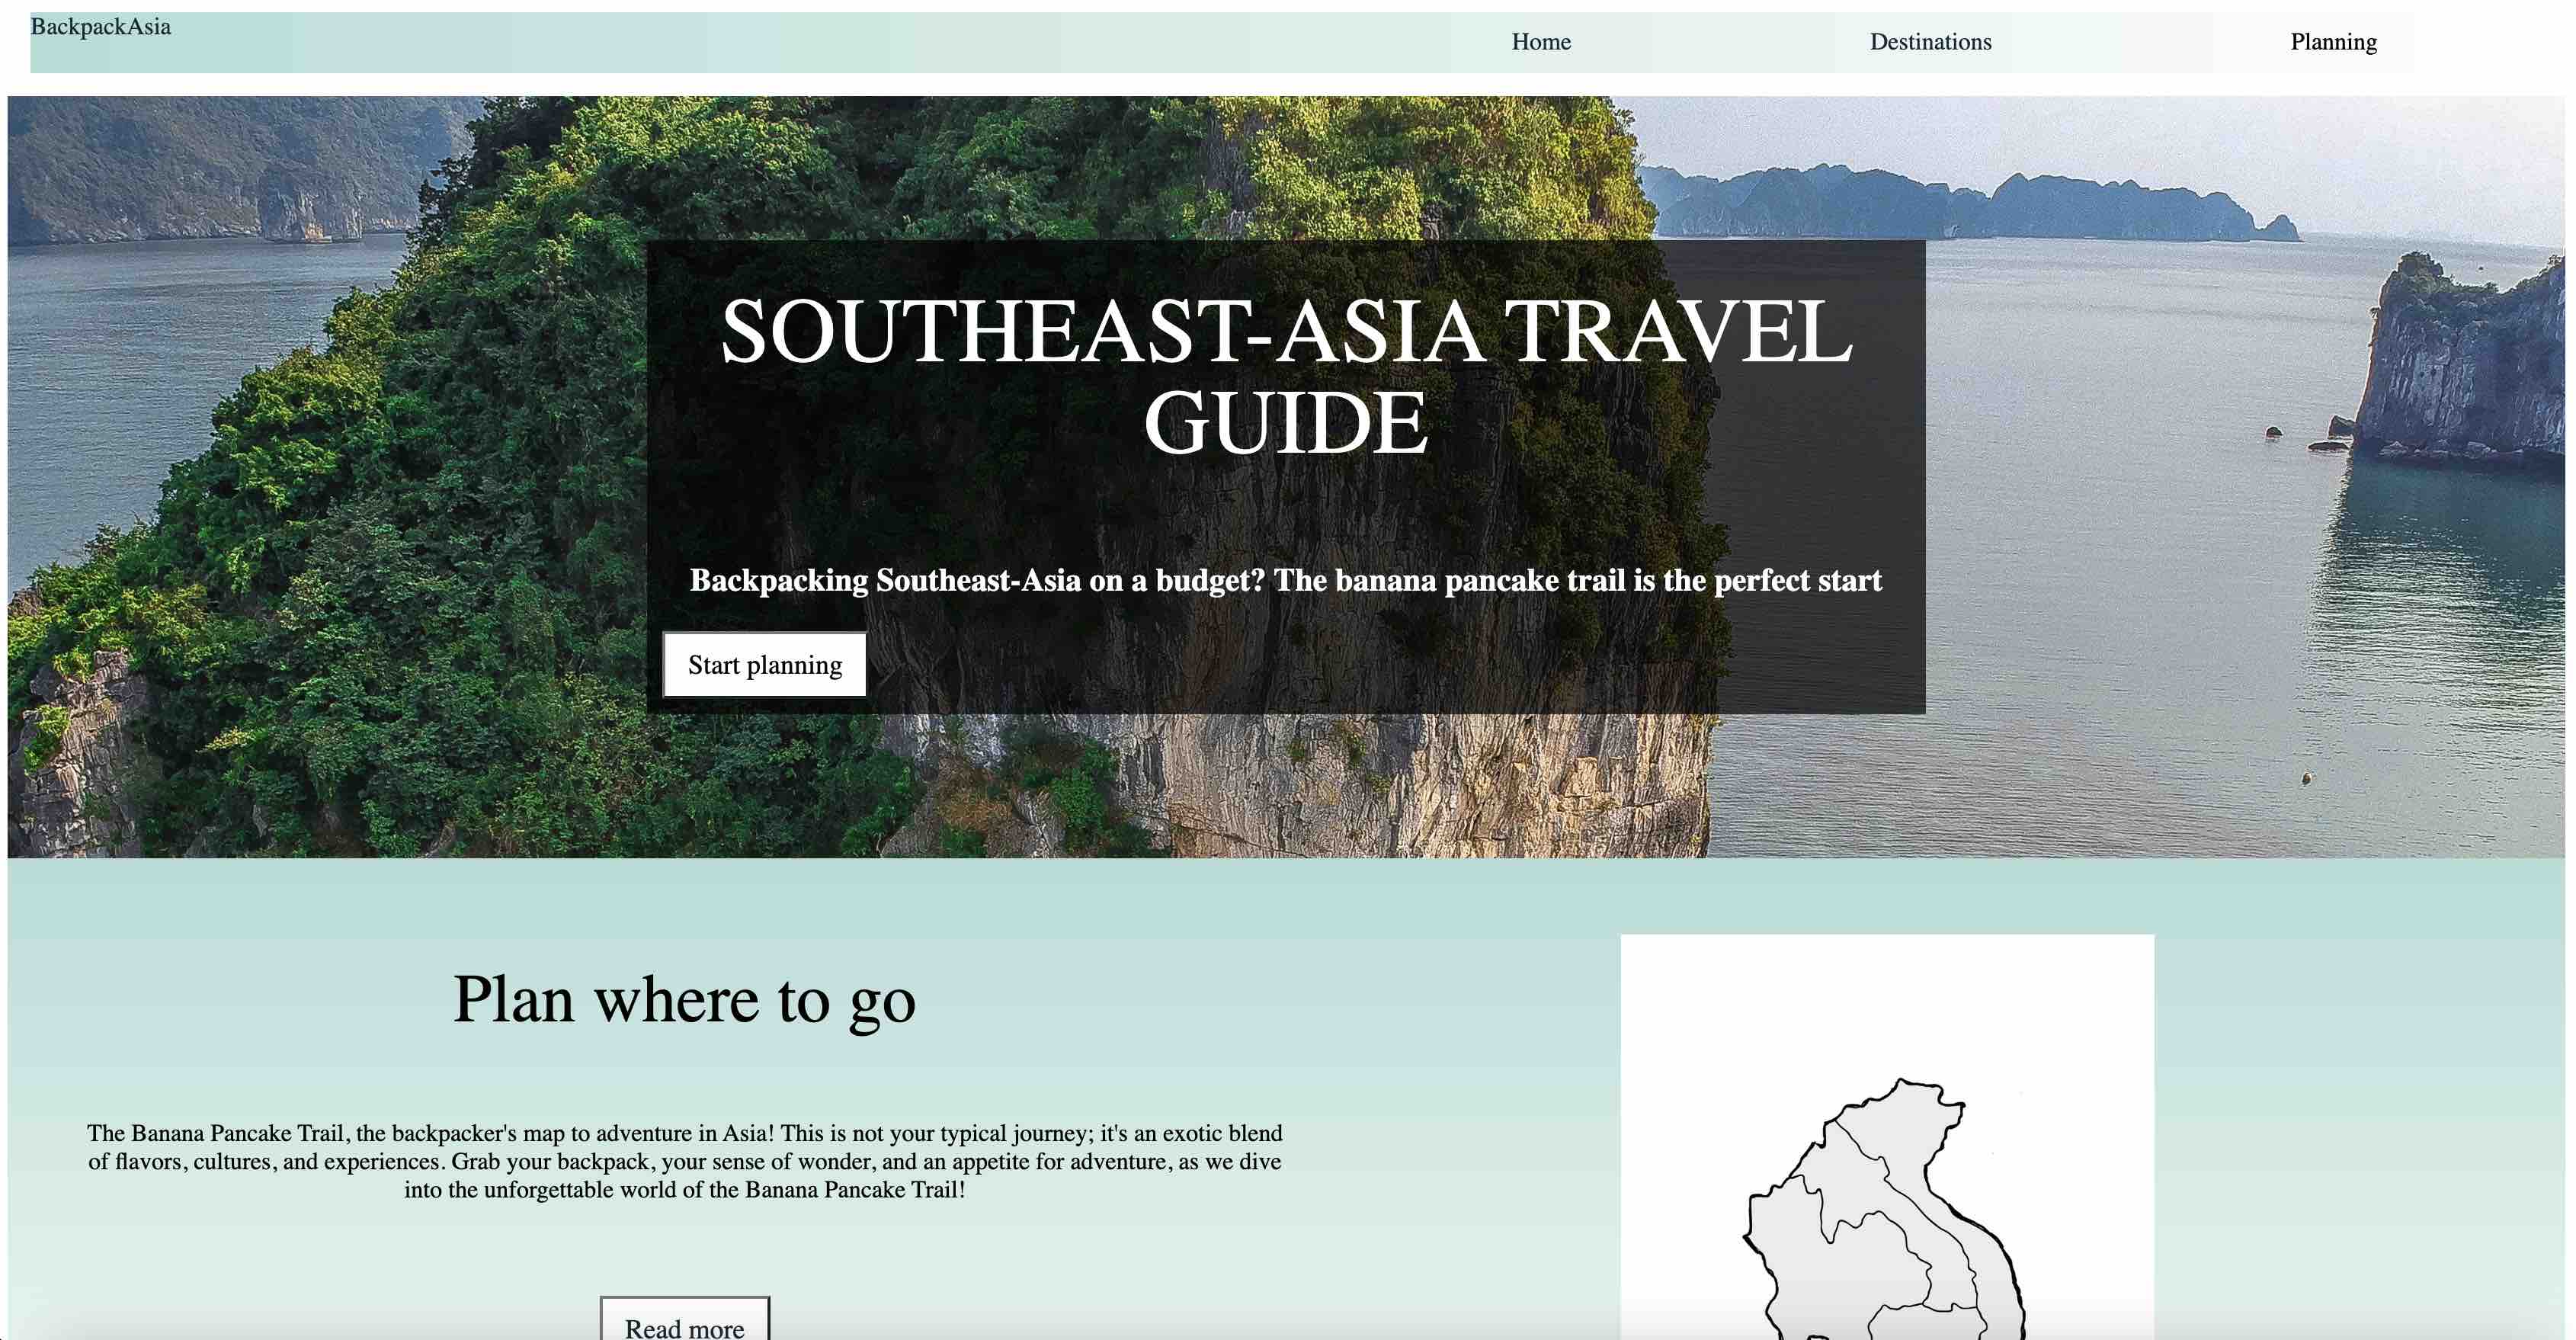 BackpackAsia
Home
Destinations
Planning
SOUTHEAST-ASIA TRAVEL
GUIDE
Backpacking Southeast-Asia on a budget? The banana pancake trail is the perfect start
Start planning
Plan where to go
The Banana Pancake Trail, the backpacker's map to adventure in Asia! This is not your typical journey; it's an exotic blend
of flavors, cultures, and experiences. Grab your backpack, your sense of wonder, and an appetite for adventure, as we dive
into the unforgettable world of the Banana Pancake Trail!
Read more